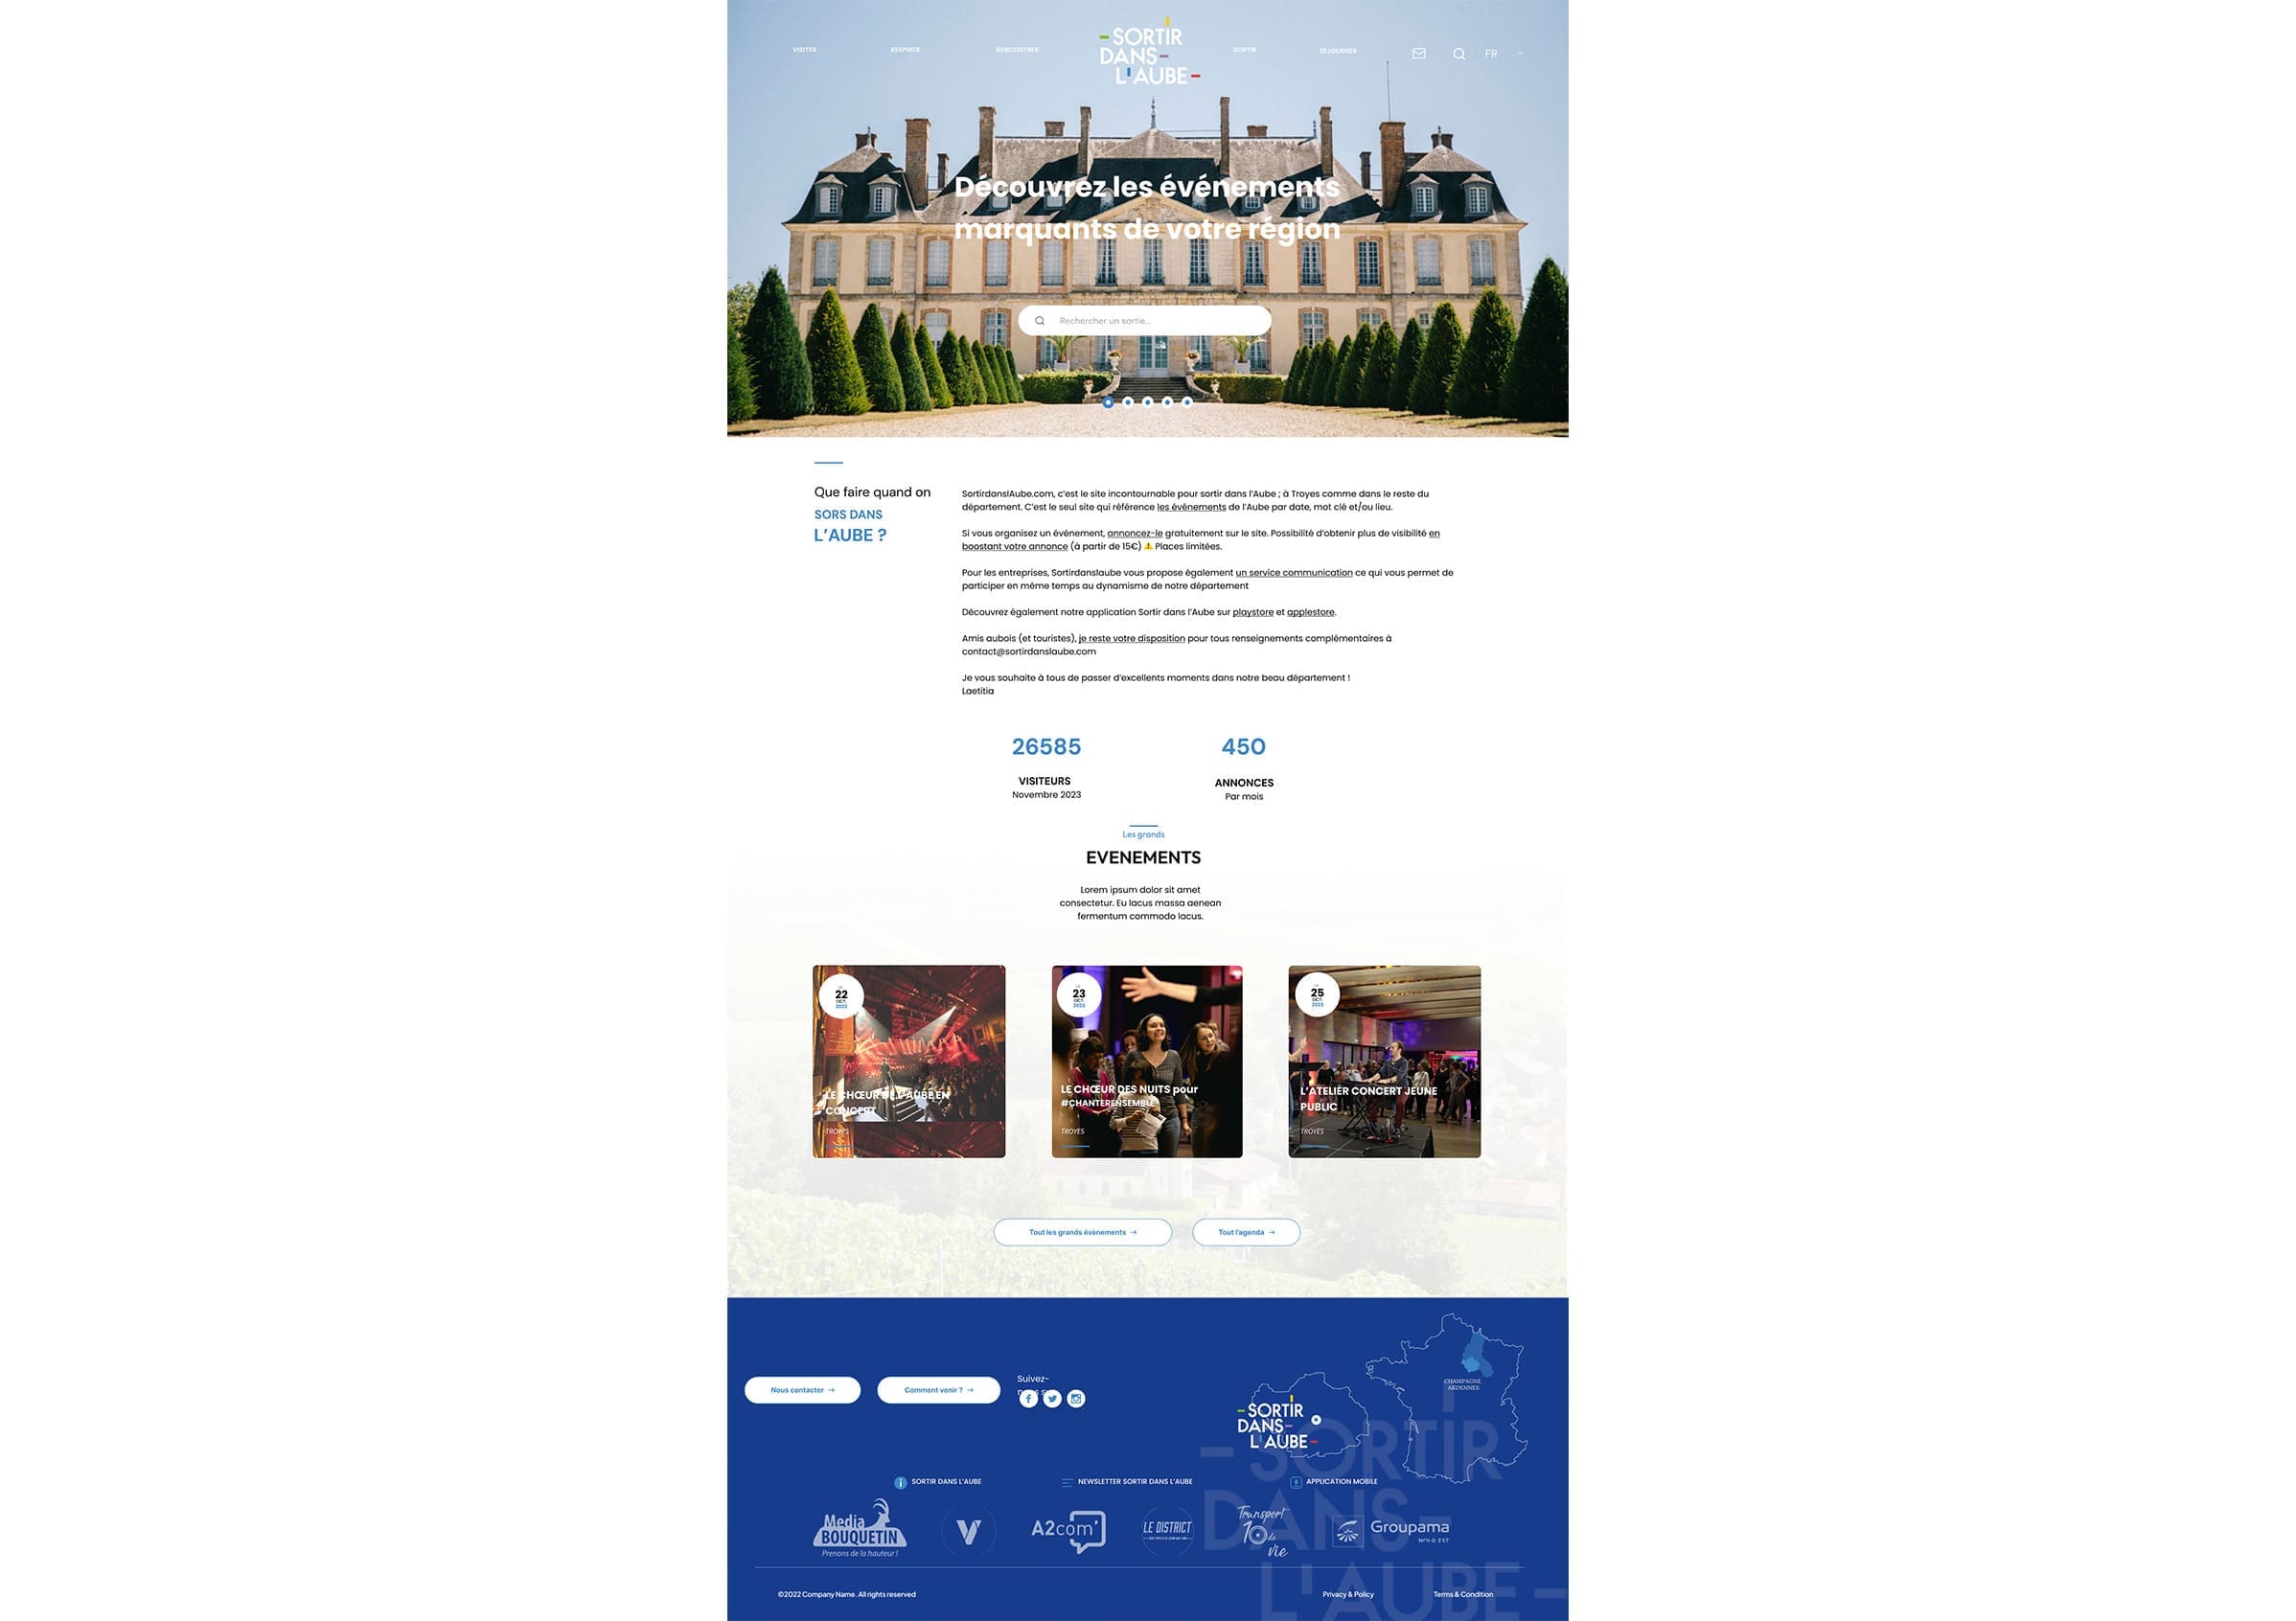 VISITER
RESPIRER
RENCONTRER
SORTIR
DANS
L'AUBE
SORTIR
SEJOURNER
FR
Découvrez les événements
marquants de votre région
Rechercher un sortie...
Que faire quand on
SORS DANS
L'AUBE ?
SortirdanslAube.com, c'est le site incontournable pour sortir dans l'Aube ; à Troyes comme dans le reste du
département. C'est le seul site qui référence les événements de l'Aube par date, mot clé et/ou lieu.
Si vous organisez un événement, annoncez-le gratuitement sur le site. Possibilité d'obtenir plus de visibilité en
boostant votre annonce (à partir de 15€) ⚠️ Places limitées.
Pour les entreprises, Sortirdanslaube vous propose également un service communication ce qui vous permet de
participer en même temps au dynamisme de notre département
Découvrez également notre application Sortir dans l'Aube sur playstore et applestore.
Amis aubois (et touristes), je reste votre disposition pour tous renseignements complémentaires à
contact@sortirdanslaube.com
Je vous souhaite à tous de passer d'excellents moments dans notre beau département !
Laetitia
26585
VISITEURS
Novembre 2023
450
ANNONCES
Par mois
Les grands
EVENEMENTS
Lorem ipsum dolor sit amet
consectetur. Eu lacus massa aenean
fermentum commodo lacus.
22
OCT.
2023
LE CHŒUR DE L'AUBE EN
CONCERT
TROYES
23
OCT.
2023
LE CHŒUR DES NUITS pour
#CHANTERENSEMBLE
TROYES
25
OCT.
2023
L'ATELIER CONCERT JEUNE
PUBLIC
TROYES
Tout les grands évènements →
Tout l'agenda →
Nous contacter →
Comment venir ? →
Suivez-
CHAMPAGNE
ARDENNES
SORTIR
DANS
L'AUBE
SORTIR
DANS
L'AUBE
SORTIR DANS L'AUBE
NEWSLETTER SORTIR DANS L'AUBE
APPLICATION MOBILE
Media
BOUQUETIN
Prenons de la hauteur !
V
A2com'
LE DISTRICT
Transport
10 de
vie
Groupama
NORD EST
©2022 Company Name. All rights reserved
Privacy & Policy
Terms & Condition